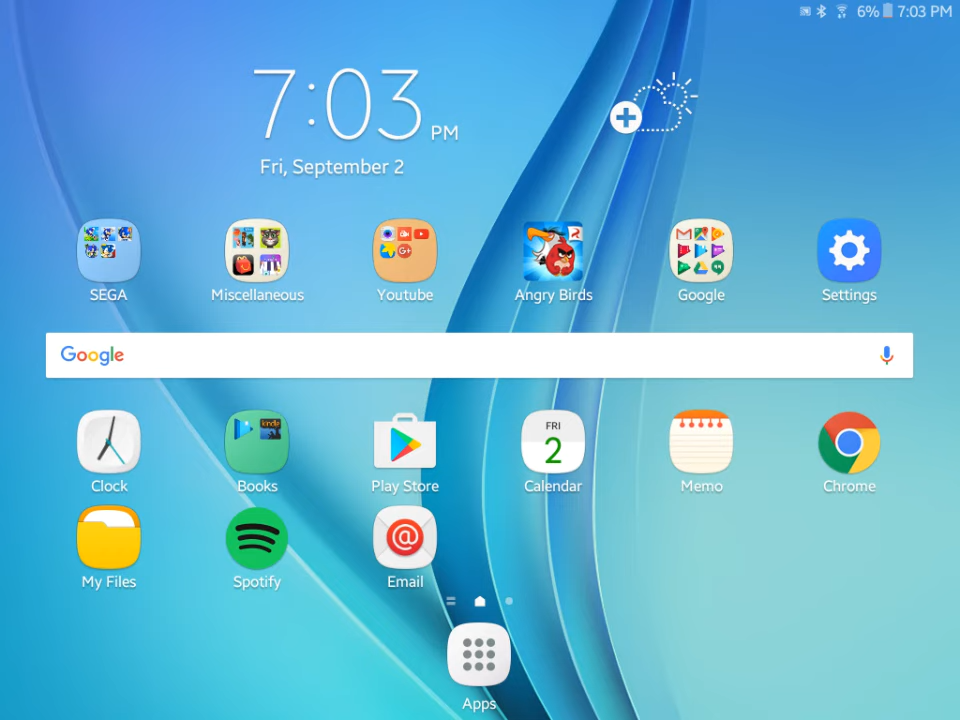 6% 7:03 PM
7:03 PM
Fri, September 2
SEGA
Miscellaneous
Youtube
Angry Birds
Google
Settings
Google
kindle
FRI
2
Clock
Books
Play Store
Calendar
Memo
Chrome
@
My Files
Spotify
Email
Apps